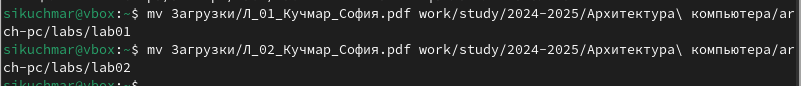 sikuchmar@vbox:~$ mv Загрузки/Л_01_Кучмар_София.pdf work/study/2024-2025/Архитектура\ компьютера/ar
ch-pc/labs/lab01
sikuchmar@vbox:~$ mv Загрузки/Л_02_Кучмар_София.pdf work/study/2024-2025/Архитектура\ компьютера/ar
ch-pc/labs/lab02
sikuchmar@vbox:~$